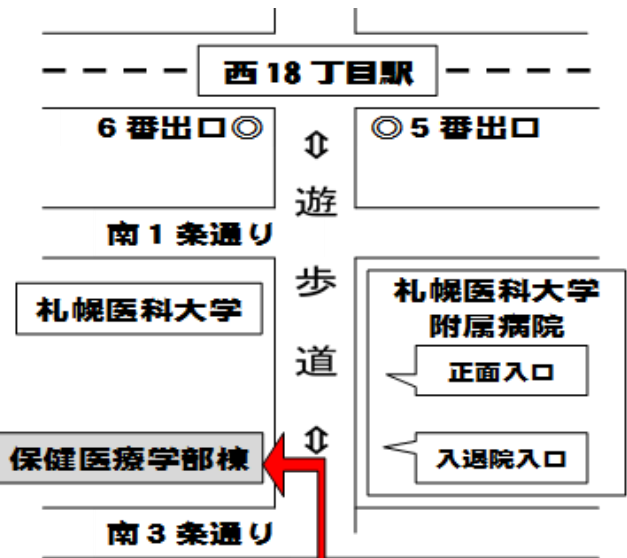 西18丁目駅
6番出口◎
◎5番出口
⇕
遊
歩
道
⇕
南1条通り
札幌医科大学
札幌医科大学
附属病院
正面入口
入退院入口
保健医療学部棟
南3条通り